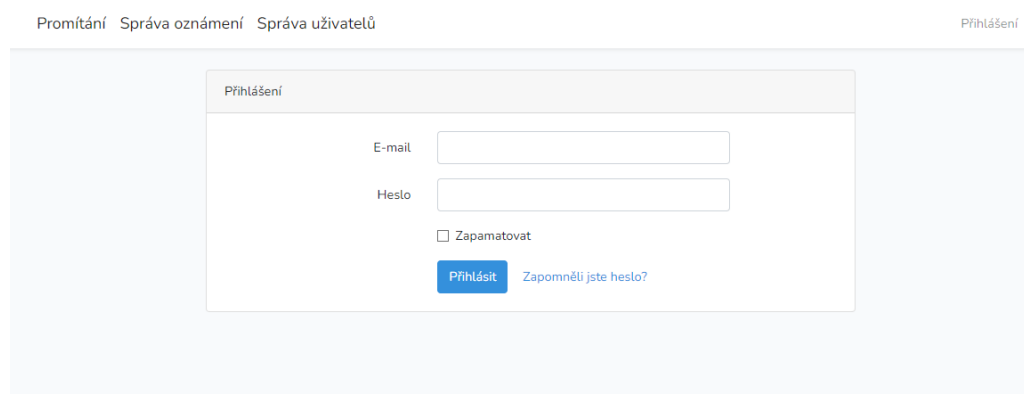 Promítání Správa oznámení Správa uživatelů Přihlášení
Přihlášení
E-mail
Heslo
Zapamatovat
Přihlásit Zapomněli jste heslo?